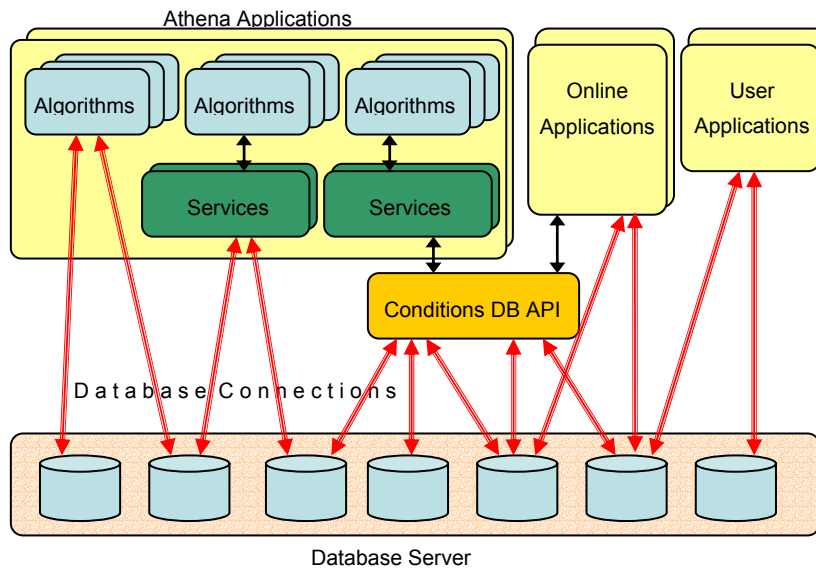 Athena Applications
Algorithms
Algorithms
Algorithms
Online
Applications
User
Applications
Services
Services
Conditions DB API
Database Connections
Database Server